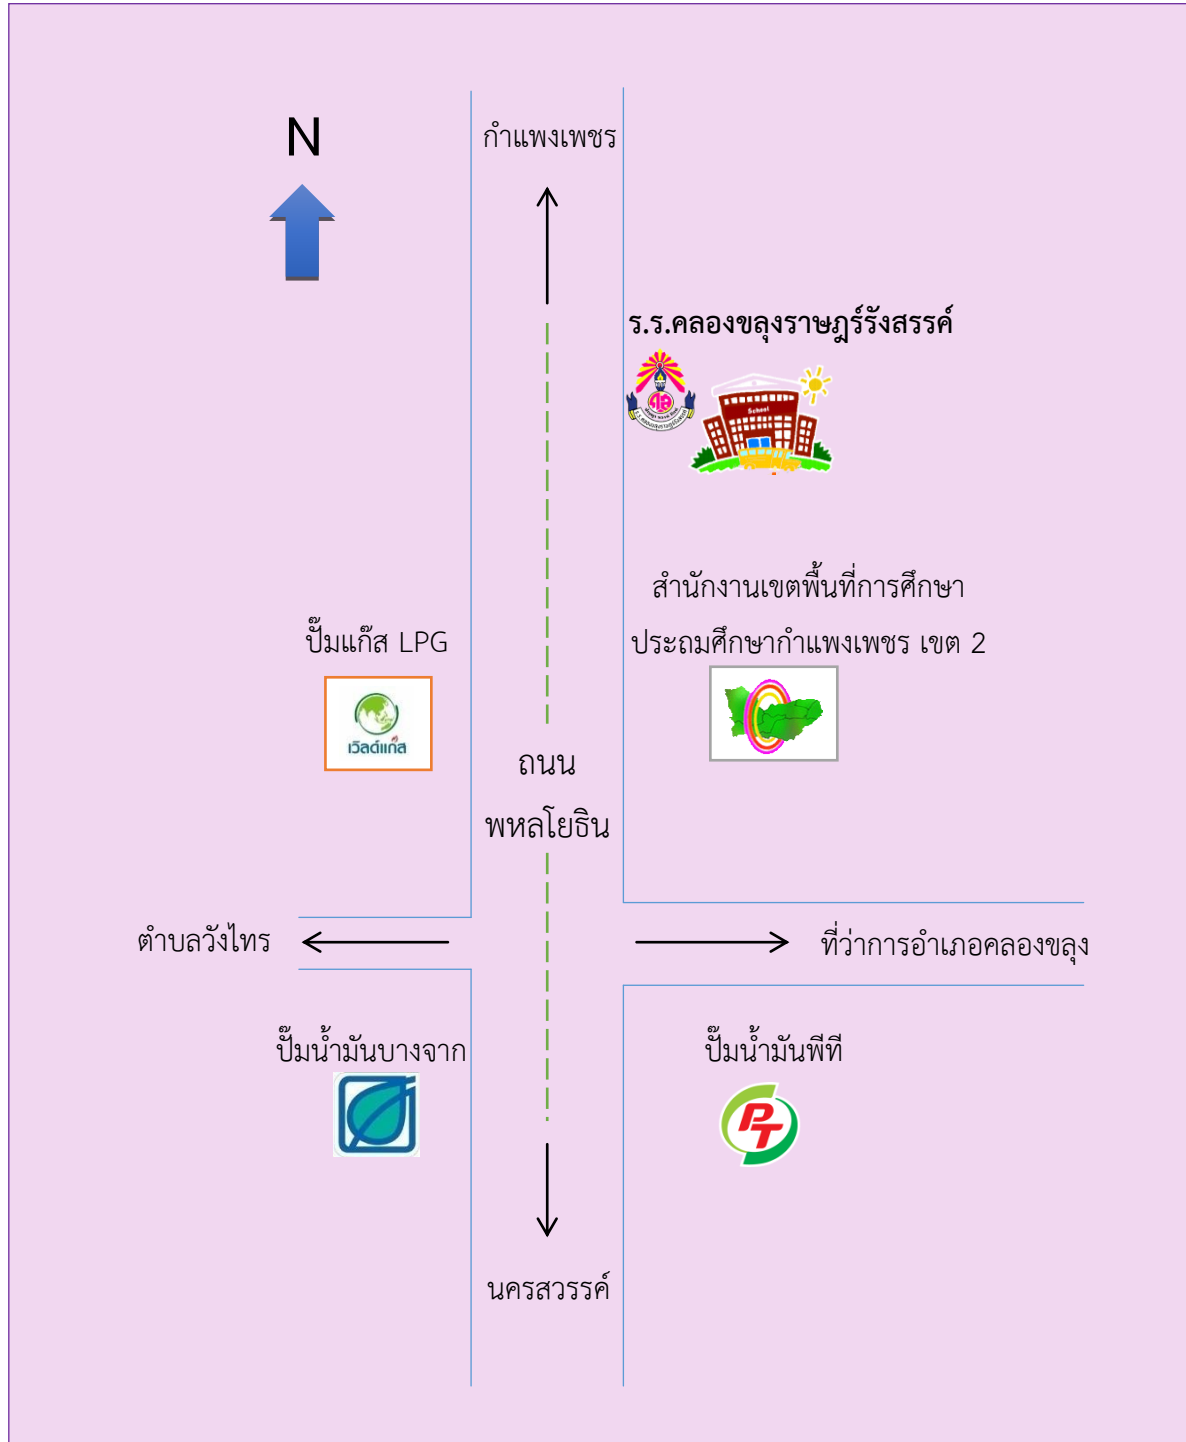 N
กำแพงเพชร
ร.ร.คลองขลุงราษฎร์รังสรรค์
School
สำนักงานเขตพื้นที่การศึกษา
ประถมศึกษากำแพงเพชร เขต 2
ปั๊มแก๊ส LPG
เวิลด์แก๊ส
ถนน
พหลโยธิน
ตำบลวังไทร
ที่ว่าการอำเภอคลองขลุง
ปั๊มน้ำมันบางจาก
ปั๊มน้ำมันพีที
PT
นครสวรรค์